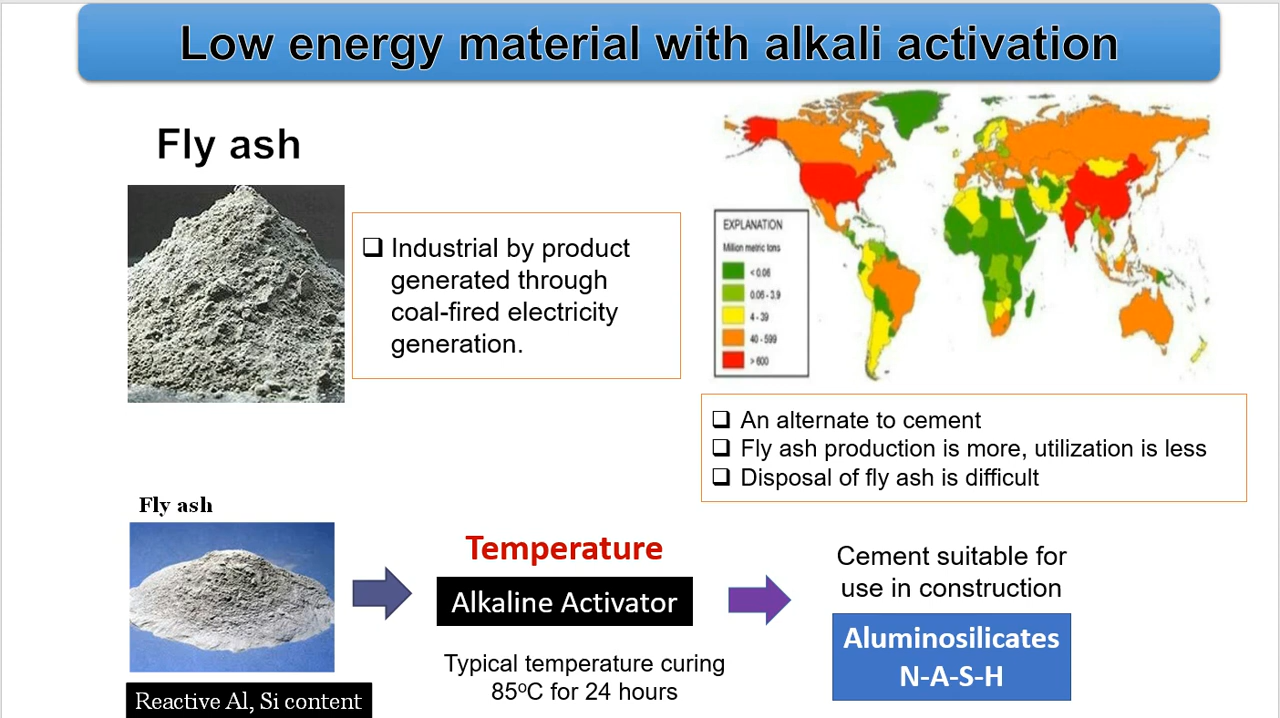 Low energy material with alkali activation
Fly ash
❑ Industrial by product
generated through
coal-fired electricity
generation.
EXPLANATION
Million metric tons
< 0.06
0.06 - 3.9
4 - 39
40 - 599
> 600
❑ An alternate to cement
❑ Fly ash production is more, utilization is less
❑ Disposal of fly ash is difficult
Fly ash
Reactive Al, Si content
Temperature
Alkaline Activator
Typical temperature curing
85⁰C for 24 hours
Cement suitable for
use in construction
Aluminosilicates
N-A-S-H